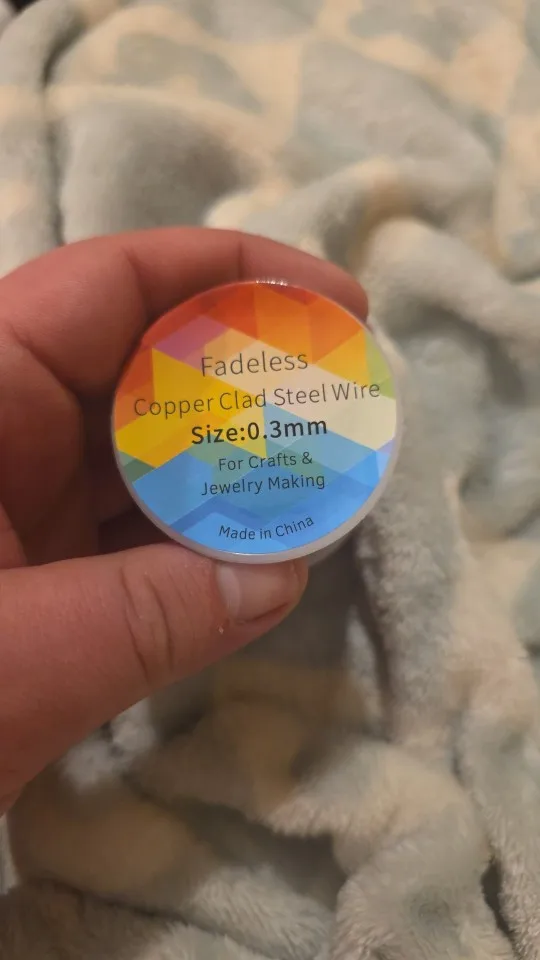 Fadeless
Copper Clad Steel Wire
Size:0.3mm
For Crafts &
Jewelry Making
Made in China